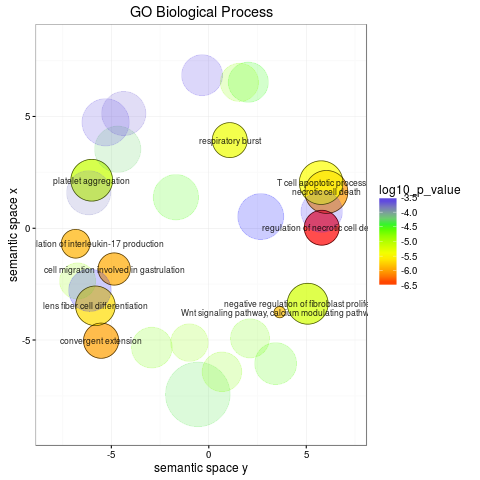 GO Biological Process
semantic space x
5
0
-5
respiratory burst
platelet aggregation
T cell apoptotic process
necrotic cell death
regulation of necrotic cell de
lation of interleukin-17 production
cell migration involved in gastrulation
lens fiber cell differentiation
negative regulation of fibroblast prolife
Wnt signaling pathway, calcium modulating pathw
convergent extension
-5 0 5
semantic space y
log10_p_value
-3.5
-4.0
-4.5
-5.0
-5.5
-6.0
-6.5